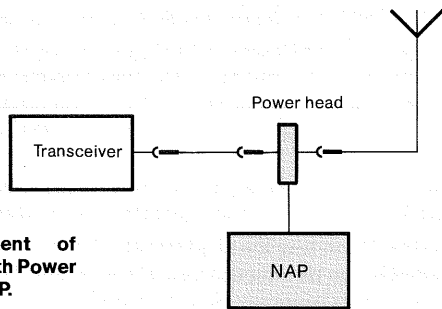 Power head
Transceiver
ent of
th Power
NAP
P.